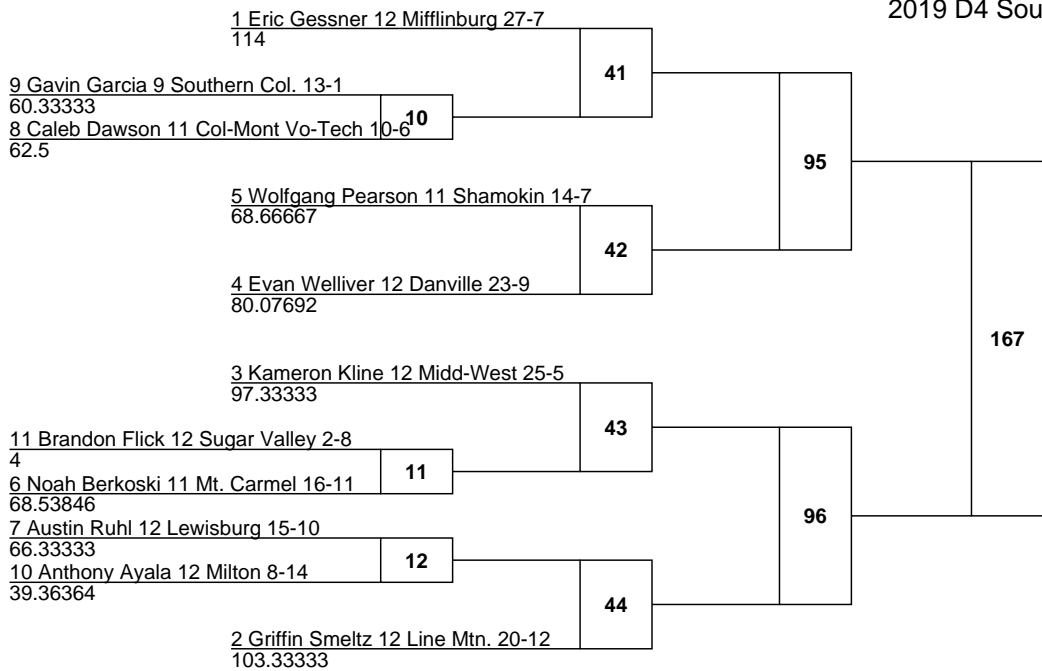 2019 D4 Sou
1 Eric Gessner 12 Mifflinburg 27-7
114
41
9 Gavin Garcia 9 Southern Col. 13-1
60.33333
10
8 Caleb Dawson 11 Col-Mont Vo-Tech 10-6
62.5
95
5 Wolfgang Pearson 11 Shamokin 14-7
68.66667
42
4 Evan Welliver 12 Danville 23-9
80.07692
167
3 Kameron Kline 12 Midd-West 25-5
97.33333
43
11 Brandon Flick 12 Sugar Valley 2-8
4
11
6 Noah Berkoski 11 Mt. Carmel 16-11
68.53846
96
7 Austin Ruhl 12 Lewisburg 15-10
66.33333
12
10 Anthony Ayala 12 Milton 8-14
39.36364
44
2 Griffin Smeltz 12 Line Mtn. 20-12
103.33333